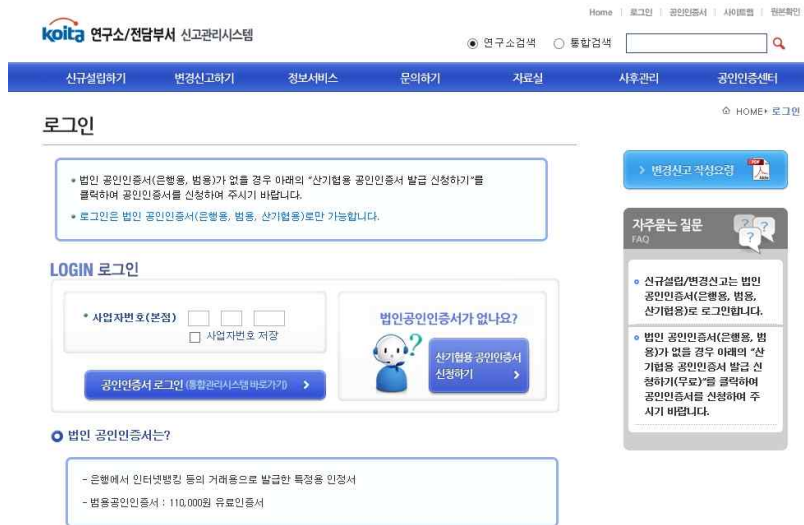 Home | 로그인 | 공인인증서 | 사이트맵 | 원본확인
koita 연구소/전담부서 신고관리시스템
연구소검색 통합검색
신규설립하기 변경신고하기 정보서비스 문의하기 자료실 사후관리 공인인증센터
HOME 로그인
로그인
* 법인 공인인증서(은행용, 범용)가 없을 경우 아래의 "산기협용 공인인증서 발급 신청하기"를
클릭하여 공인인증서를 신청하여 주시기 바랍니다.
* 로그인은 법인 공인인증서(은행용, 범용, 산기협용)로만 가능합니다.
LOGIN 로그인
* 사업자번호(본점)
사업자번호 저장
공인인증서 로그인 (통합관리시스템 바로가기)
법인공인인증서가 없나요?
산기협용 공인인증서
신청하기
법인 공인인증서는?
- 은행에서 인터넷뱅킹 등의 거래용으로 발급한 특정용 인정서
- 범용공인인증서 : 110,000원 유료인증서
변경신고 작성요령
PDF
Adobe
자주묻는 질문
FAQ
신규설립/변경신고는 법인
공인인증서(은행용, 범용,
산기협용)로 로그인합니다.
법인 공인인증서(은행용, 범
용)가 없을 경우 아래의 "산
기협용 공인인증서 발급 신
청하기(무료)"를 클릭하여
공인인증서를 신청하여 주
시기 바랍니다.